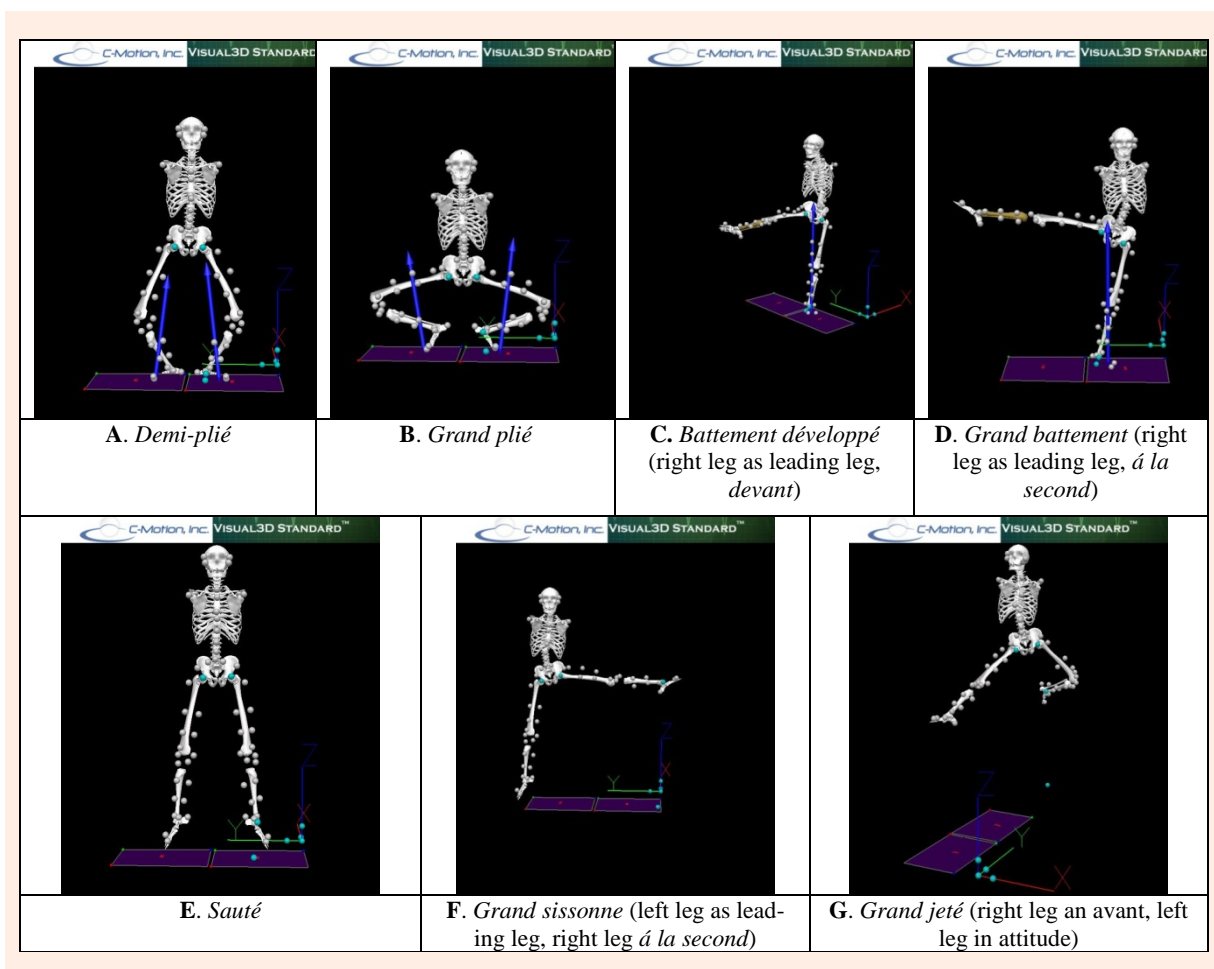 C-Motion, Inc. VISUAL3D STANDARD
C-Motion, Inc. VISUAL3D STANDARD
C-Motion, Inc. VISUAL3D STANDARD
C-Motion, Inc. VISUAL3D STANDARD
Z
X
Y
Z
X
Y
Z
Y
X
Z
X
A. Demi-plié
B. Grand plié
C. Battement développé
(right leg as leading leg,
devant)
D. Grand battement (right
leg as leading leg, á la
second)
C-Motion, Inc. VISUAL3D STANDARD™
C-Motion, Inc. VISUAL3D STANDARD™
C-Motion, Inc. VISUAL3D STANDARD™
Z
X
Y
Z
X
Y
Z
Y
X
E. Sauté
F. Grand sissonne (left leg as lead-
ing leg, right leg á la second)
G. Grand jeté (right leg an avant, left
leg in attitude)